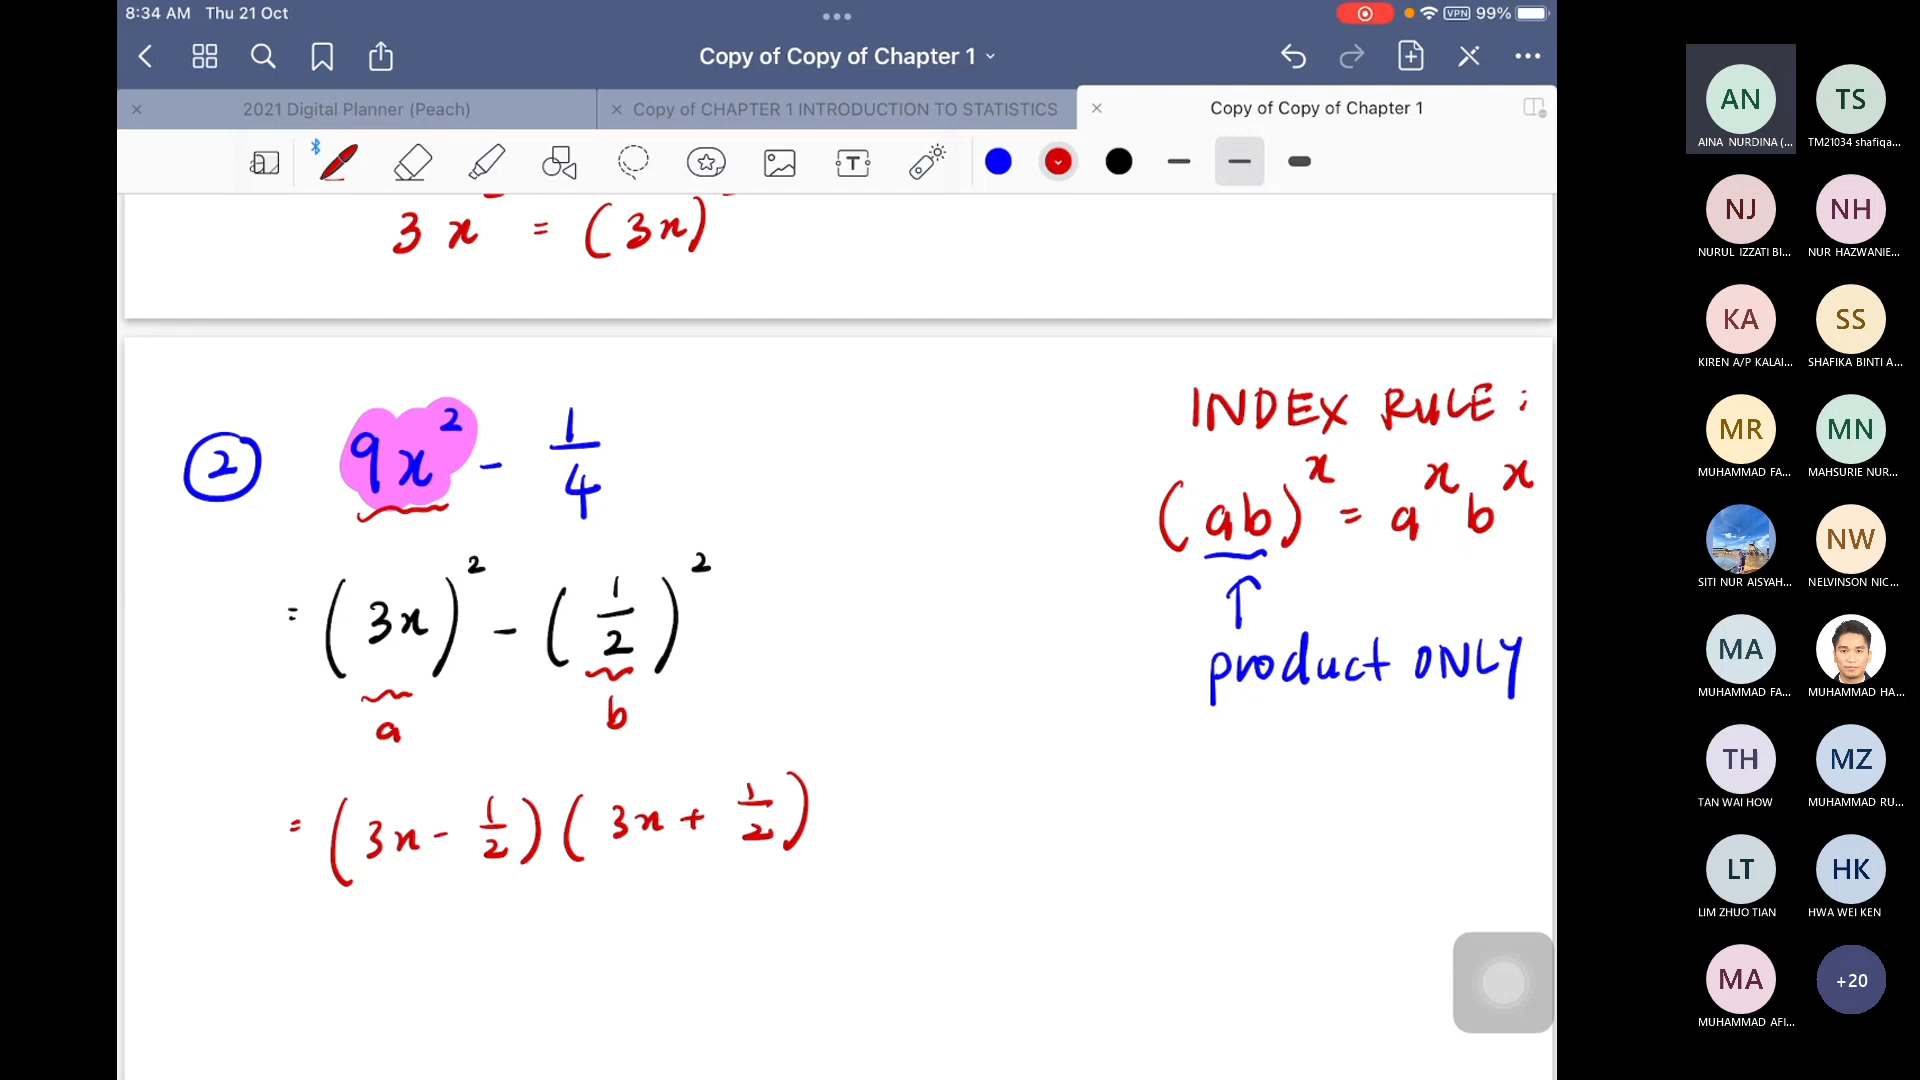 8:34 AM Thu 21 Oct
VPN 99%
Copy of Copy of Chapter 1
2021 Digital Planner (Peach)
Copy of CHAPTER 1 INTRODUCTION TO STATISTICS
Copy of Copy of Chapter 1
T
3x = (3x)
② 9x² - 1/4
= (3x)² - (1/2)²
a b
= (3x - 1/2)(3x + 1/2)
INDEX RULE :
(ab)ˣ = aˣ bˣ
product ONLY
AN
AINA NURDINA (...
TS
TM21034 shafiqa...
NJ
NURUL IZZATI BI...
NH
NUR HAZWANIE...
KA
KIREN A/P KALAI...
SS
SHAFIKA BINTI A...
MR
MUHAMMAD FA...
MN
MAHSURIE NUR...
SITI NUR AISYAH...
NW
NELVINSON NIC...
MA
MUHAMMAD FA...
MUHAMMAD HA...
TH
TAN WAI HOW
MZ
MUHAMMAD RU...
LT
LIM ZHUO TIAN
HK
HWA WEI KEN
MA
MUHAMMAD AFI...
+20